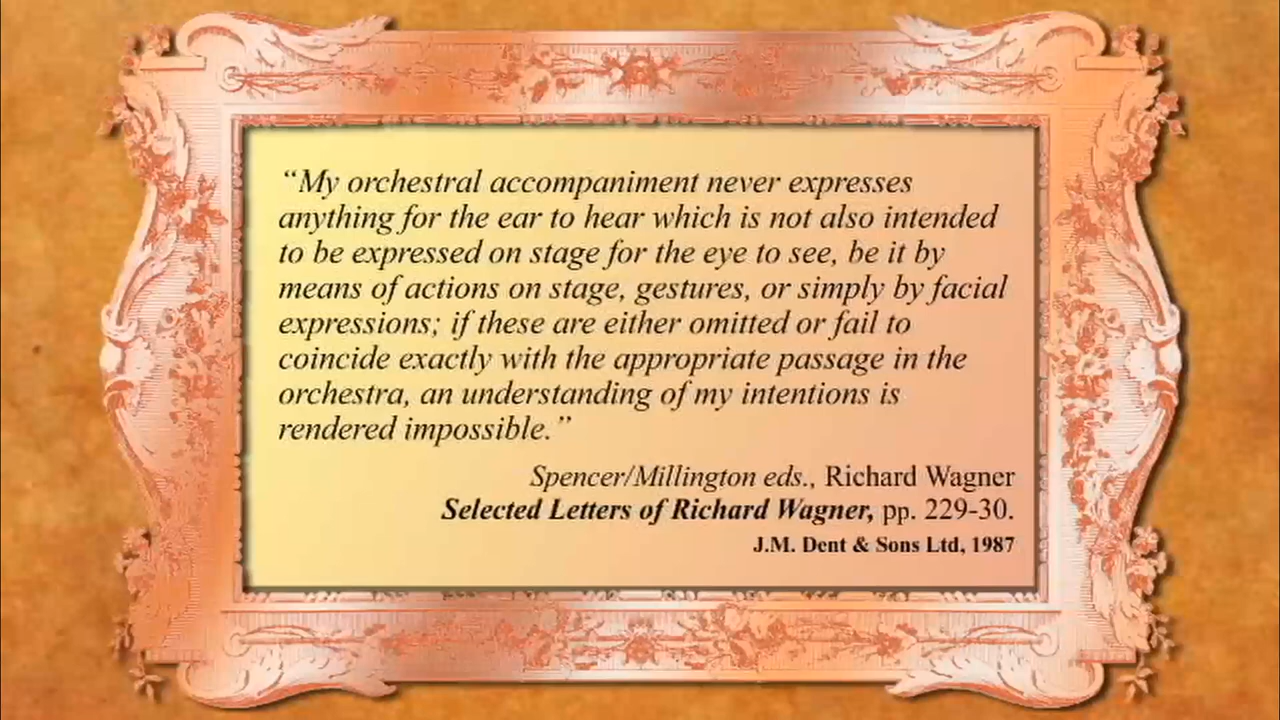 “My orchestral accompaniment never expresses
anything for the ear to hear which is not also intended
to be expressed on stage for the eye to see, be it by
means of actions on stage, gestures, or simply by facial
expressions; if these are either omitted or fail to
coincide exactly with the appropriate passage in the
orchestra, an understanding of my intentions is
rendered impossible.”
Spencer/Millington eds., Richard Wagner
Selected Letters of Richard Wagner, pp. 229-30.
J.M. Dent & Sons Ltd, 1987